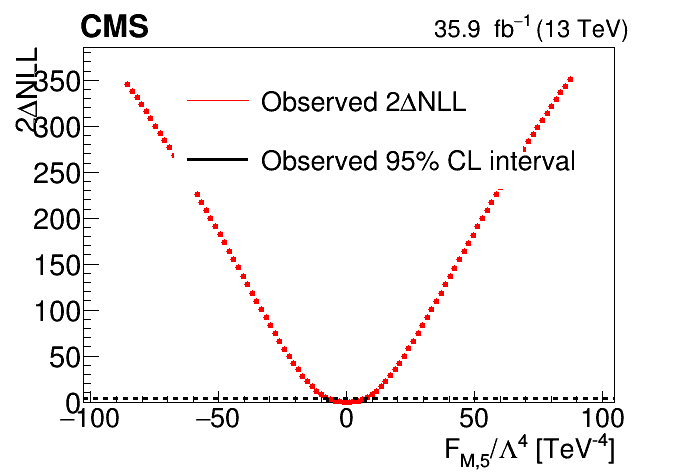 CMS 35.9 fb⁻¹ (13 TeV)
2ΔNLL
350
300
250
200
150
100
50
0
Observed 2ΔNLL
Observed 95% CL interval
−100 −50 0 50 100
F_{M,5}/Λ⁴ [TeV⁻⁴]